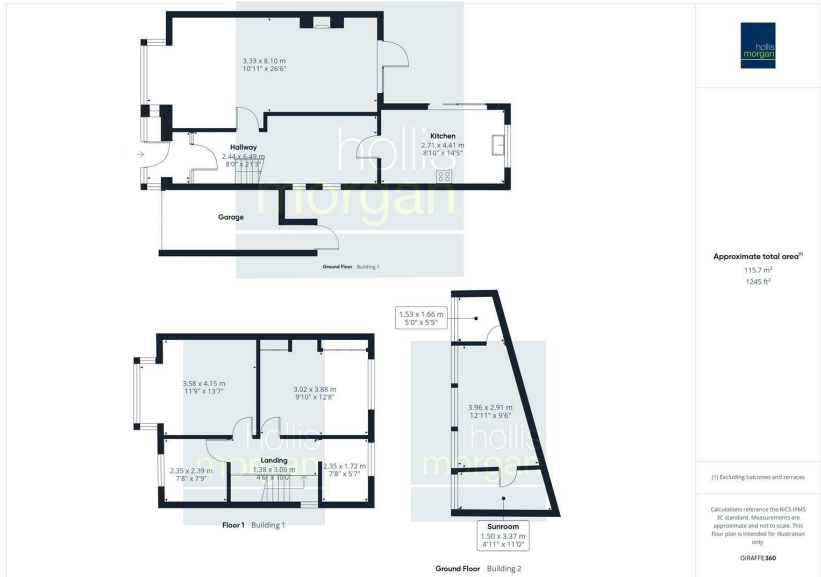 3.33 x 8.10 m
10'11" x 26'6"
Hallway
2.44 x 6.49 m
8'0" x 21'3"
Kitchen
2.71 x 4.41 m
8'10" x 14'5"
Garage
hollis
morgan
Ground Floor Building 1
3.58 x 4.15 m
11'9" x 13'7"
3.02 x 3.88 m
9'10" x 12'8"
Landing
1.38 x 3.06 m
4'6" x 10'0"
2.35 x 2.39 m
7'8" x 7'9"
2.35 x 1.72 m
7'8" x 5'7"
hollis
morgan
Floor 1 Building 1
1.53 x 1.66 m
5'0" x 5'5"
3.96 x 2.91 m
12'11" x 9'6"
hollis
morgan
Sunroom
1.50 x 3.37 m
4'11" x 11'0"
Ground Floor Building 2
hollis
morgan
Approximate total area(1)
115.7 m²
1245 ft²
(1) Excluding balconies and terraces
Calculations reference the RICS IPMS
3C standard. Measurements are
approximate and not to scale. This
floor plan is intended for illustration
only.
GIRAFFE360